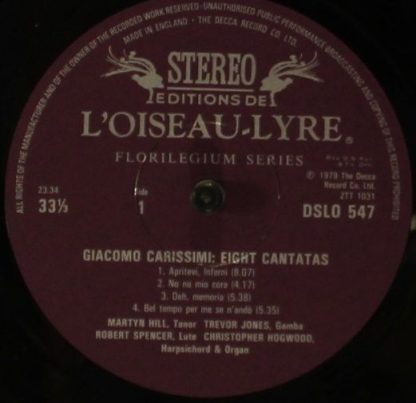 ALL RIGHTS OF THE MANUFACTURER AND OF THE OWNER OF THE RECORDED WORK RESERVED · UNAUTHORISED PUBLIC PERFORMANCE BROADCASTING AND COPYING OF THIS RECORD PROHIBITED
MADE IN ENGLAND · THE DECCA RECORD CO. LTD.
STEREO
EDITIONS DE
L'OISEAU-LYRE
®
FLORILEGIUM SERIES
23.34
33⅓
Side
1
℗ 1979 The Decca
Record Co. Ltd.
ZTT 1031
DSLO 547
GIACOMO CARISSIMI: EIGHT CANTATAS
1. Apritevi, Inferni (8.07)
2. No no mio core (4.17)
3. Deh, memoria (5.38)
4. Bel tempo per me se n'andò (5.35)
MARTYN HILL, Tenor TREVOR JONES, Gamba
ROBERT SPENCER, Lute CHRISTOPHER HOGWOOD,
Harpsichord & Organ